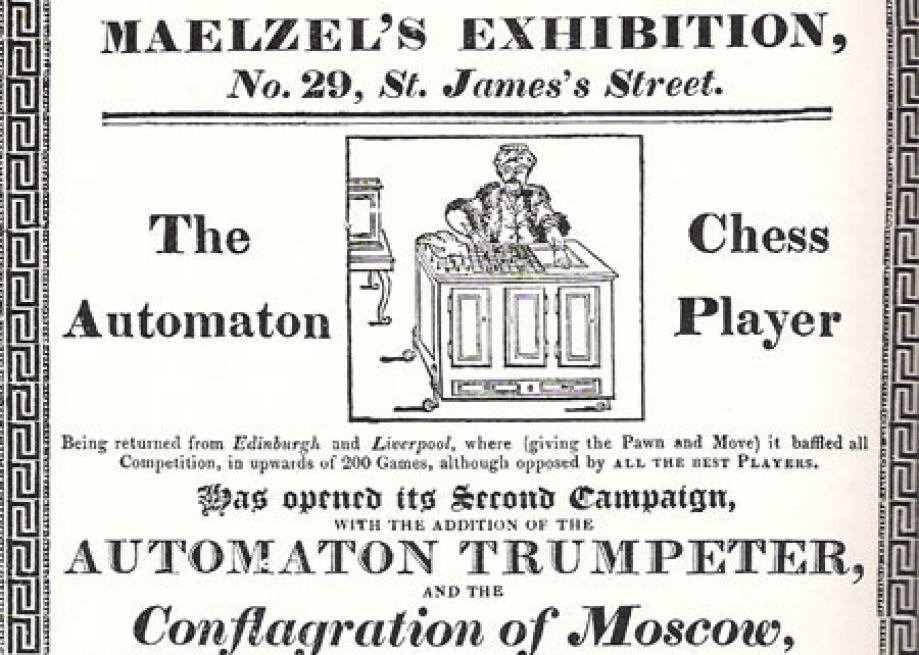 MAELZEL'S EXHIBITION,
No. 29, St. James's Street.
The
Automaton
Chess
Player
Being returned from Edinburgh and Liverpool, where (giving the Pawn and Move) it baffled all
Competition, in upwards of 200 Games, although opposed by ALL THE BEST PLAYERS.
Has opened its Second Campaign,
WITH THE ADDITION OF THE
AUTOMATON TRUMPETER,
AND THE
Conflagration of Moscow,